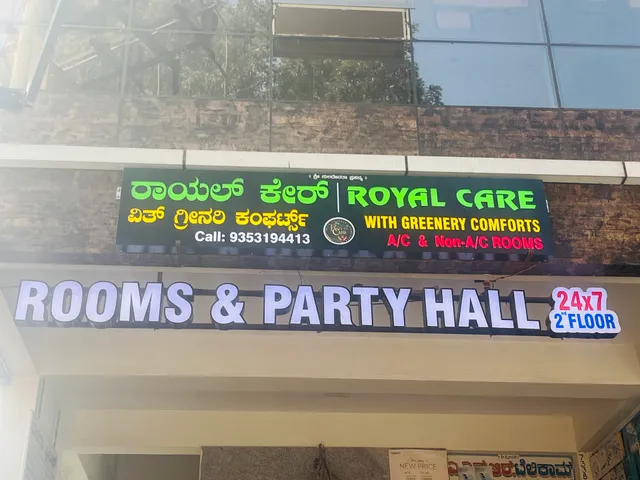 ರಾಯಲ್ ಕೇರ್ | ROYAL CARE
ವಿತ್ ಗ್ರೀನರಿ ಕಂಫರ್ಟ್ಸ್ WITH GREENERY COMFORTS
Call: 9353194413 A/C & Non-A/C ROOMS
ROOMS & PARTY HALL 24x7
2nd FLOOR
NEW PRICE